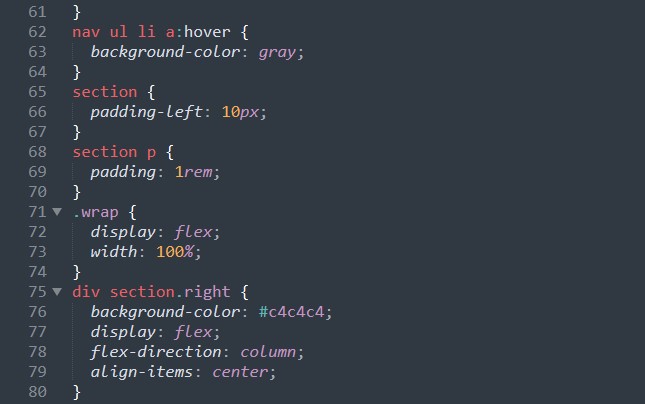 61 }
62 nav ul li a:hover {
63   background-color: gray;
64 }
65 section {
66   padding-left: 10px;
67 }
68 section p {
69   padding: 1rem;
70 }
71 .wrap {
72   display: flex;
73   width: 100%;
74 }
75 div section.right {
76   background-color: #c4c4c4;
77   display: flex;
78   flex-direction: column;
79   align-items: center;
80 }